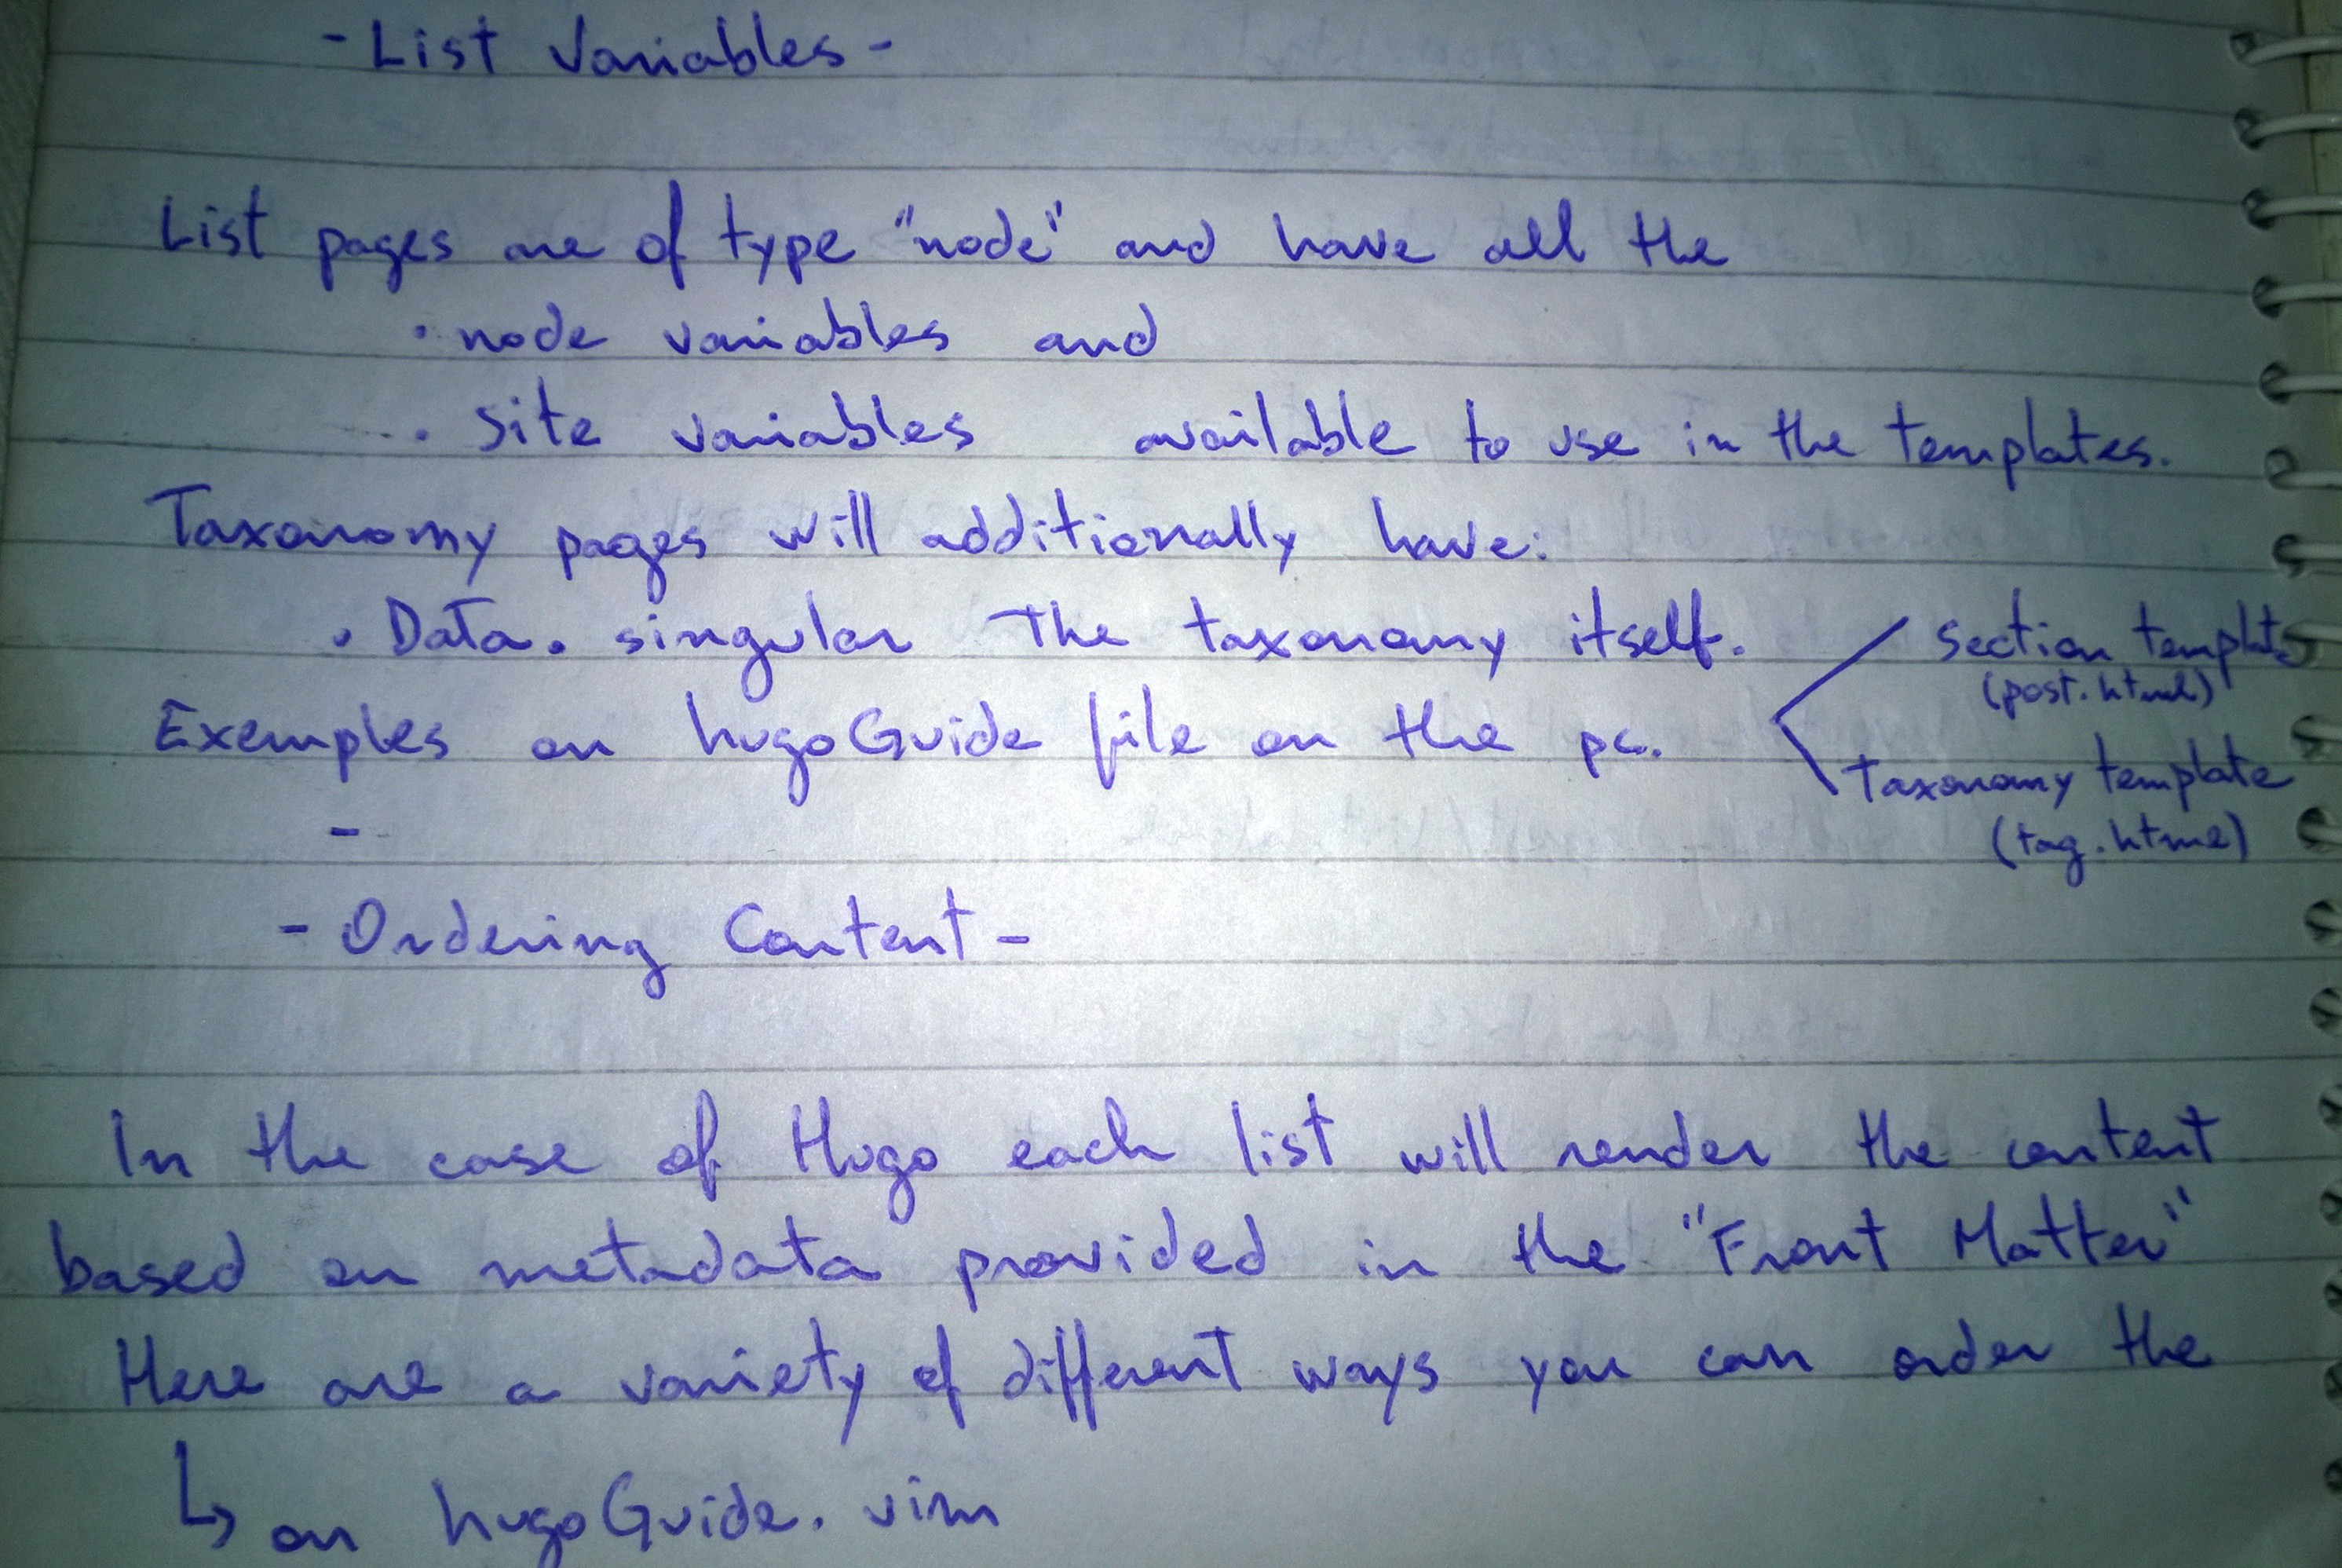 - List Variables -
List pages are of type "node" and have all the
· node variables and
· Site variables available to use in the templates.
Taxonomy pages will additionally have:
· Data. singular The taxonomy itself.
Exemples on hugoGuide file on the pc.
section template
(post.html)
Taxonomy template
(tag.html)
-
- Ordering Content -
In the case of Hugo each list will render the content
based on metadata provided in the "Front Matter"
Here are a variety of different ways you can order the
↳ on hugoGuide. vim